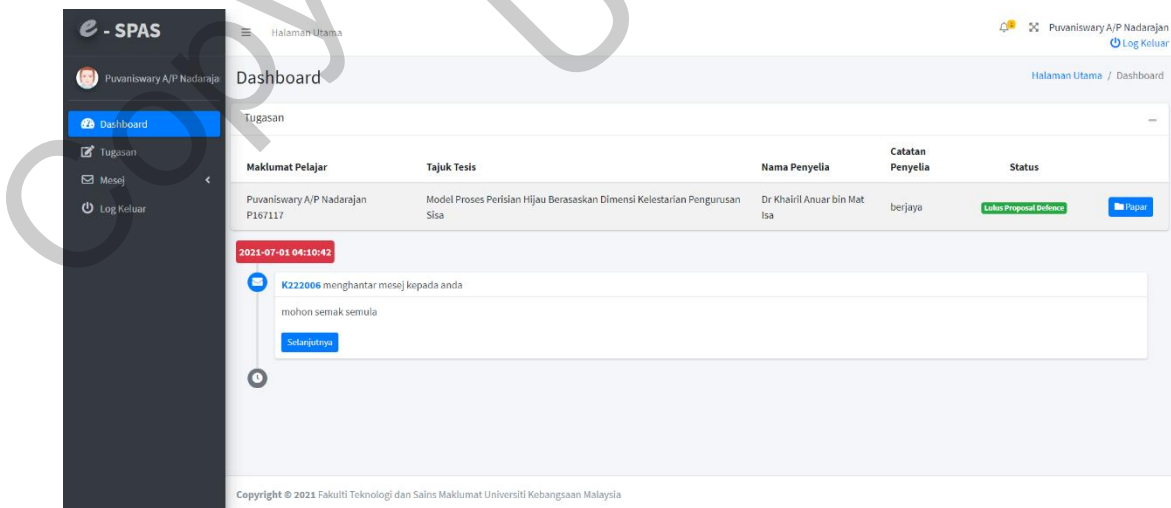 e - SPAS
Halaman Utama
Puvaniswary A/P Nadarajan
Log Keluar
Puvaniswary A/P Nadaraja
Dashboard
Halaman Utama / Dashboard
Dashboard
Tugasan
Mesej
Log Keluar
Tugasan
Maklumat Pelajar Tajuk Tesis Nama Penyelia Catatan Penyelia Status
Puvaniswary A/P Nadarajan Model Proses Perisian Hijau Berasaskan Dimensi Kelestarian Pengurusan Dr Khairil Anuar bin Mat berjaya Lulus Proposal Defence Papar
P167117 Sisa Isa
2021-07-01 04:10:42
K222006 menghantar mesej kepada anda
mohon semak semula
Selanjutnya
Copyright © 2021 Fakulti Teknologi dan Sains Maklumat Universiti Kebangsaan Malaysia
Copy